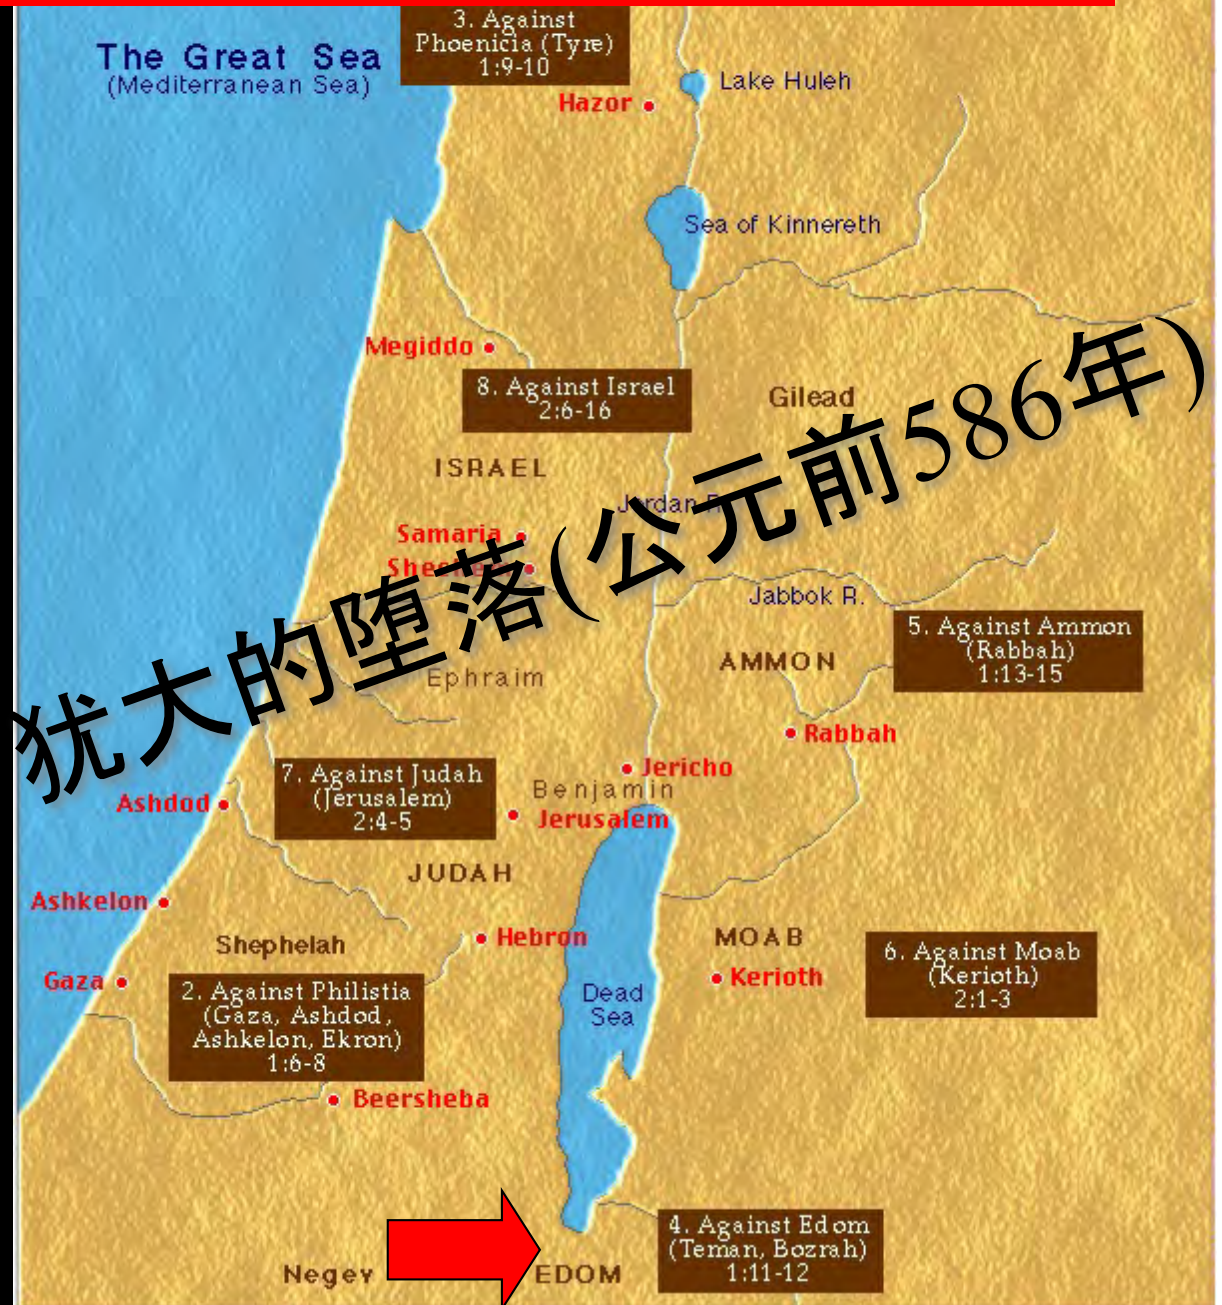 3. Against
Phoenicia (Tyre)
1:9-10
The Great Sea
(Mediterranean Sea)
Lake Huleh
Hazor
Sea of Kinnereth
Megiddo
8. Against Israel
2:6-16
Gilead
犹大的堕落(公元前586年)
ISRAEL
Jordan R.
Samaria
Jabbok R.
5. Against Ammon
(Rabbah)
1:13-15
AMMON
Ephraim
Rabbah
7. Against Judah
(Jerusalem)
2:4-5
Jericho
Benjamin
Ashdod
Jerusalem
JUDAH
Ashkelon
Shephelah
Hebron
MOAB
6. Against Moab
(Kerioth)
2:1-3
Gaza
Kerioth
2. Against Philistia
(Gaza, Ashdod,
Ashkelon, Ekron)
1:6-8
Dead
Sea
Beersheba
4. Against Edom
(Teman, Bozrah)
1:11-12
Negev
EDOM